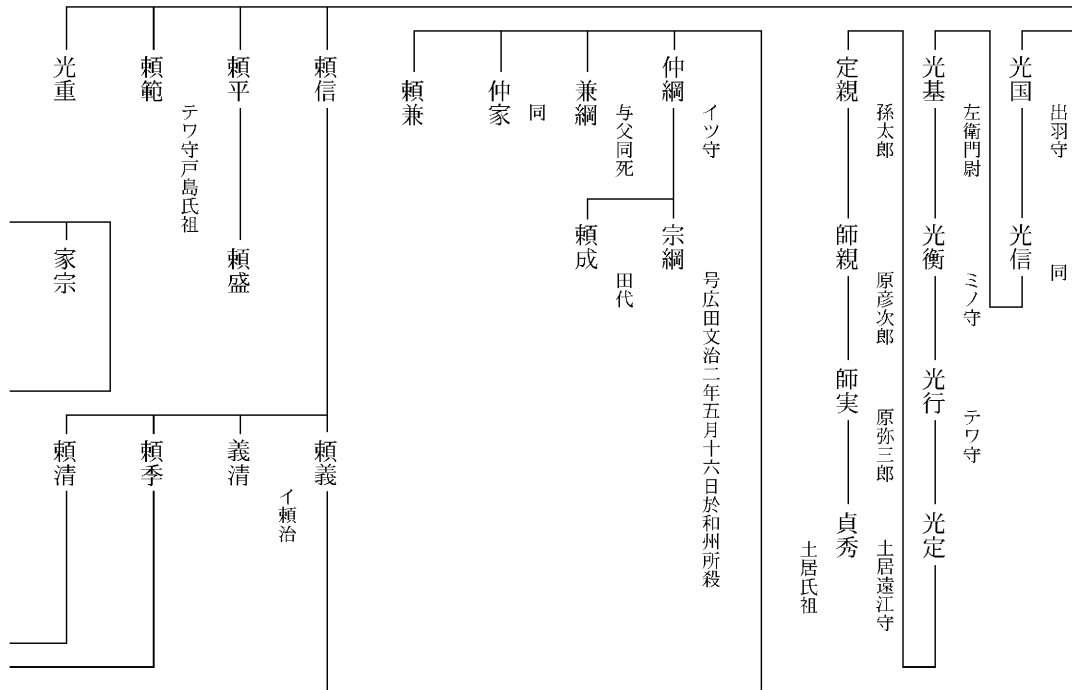 光国
出羽守
光信
同
光基
左衛門尉
光衡
ミノ守
光行
テワ守
光定
定親
孫太郎
師親
原彦次郎
師実
原弥三郎
貞秀
土居遠江守
土居氏祖
仲綱
イツ守
宗綱
号広田文治二年五月十六日於和州所殺
頼成
田代
兼綱
与父同死
仲家
同
頼兼
頼信
頼平
頼盛
頼範
テワ守戸島氏祖
光重
家宗
頼義
義清
イ頼治
頼季
頼清